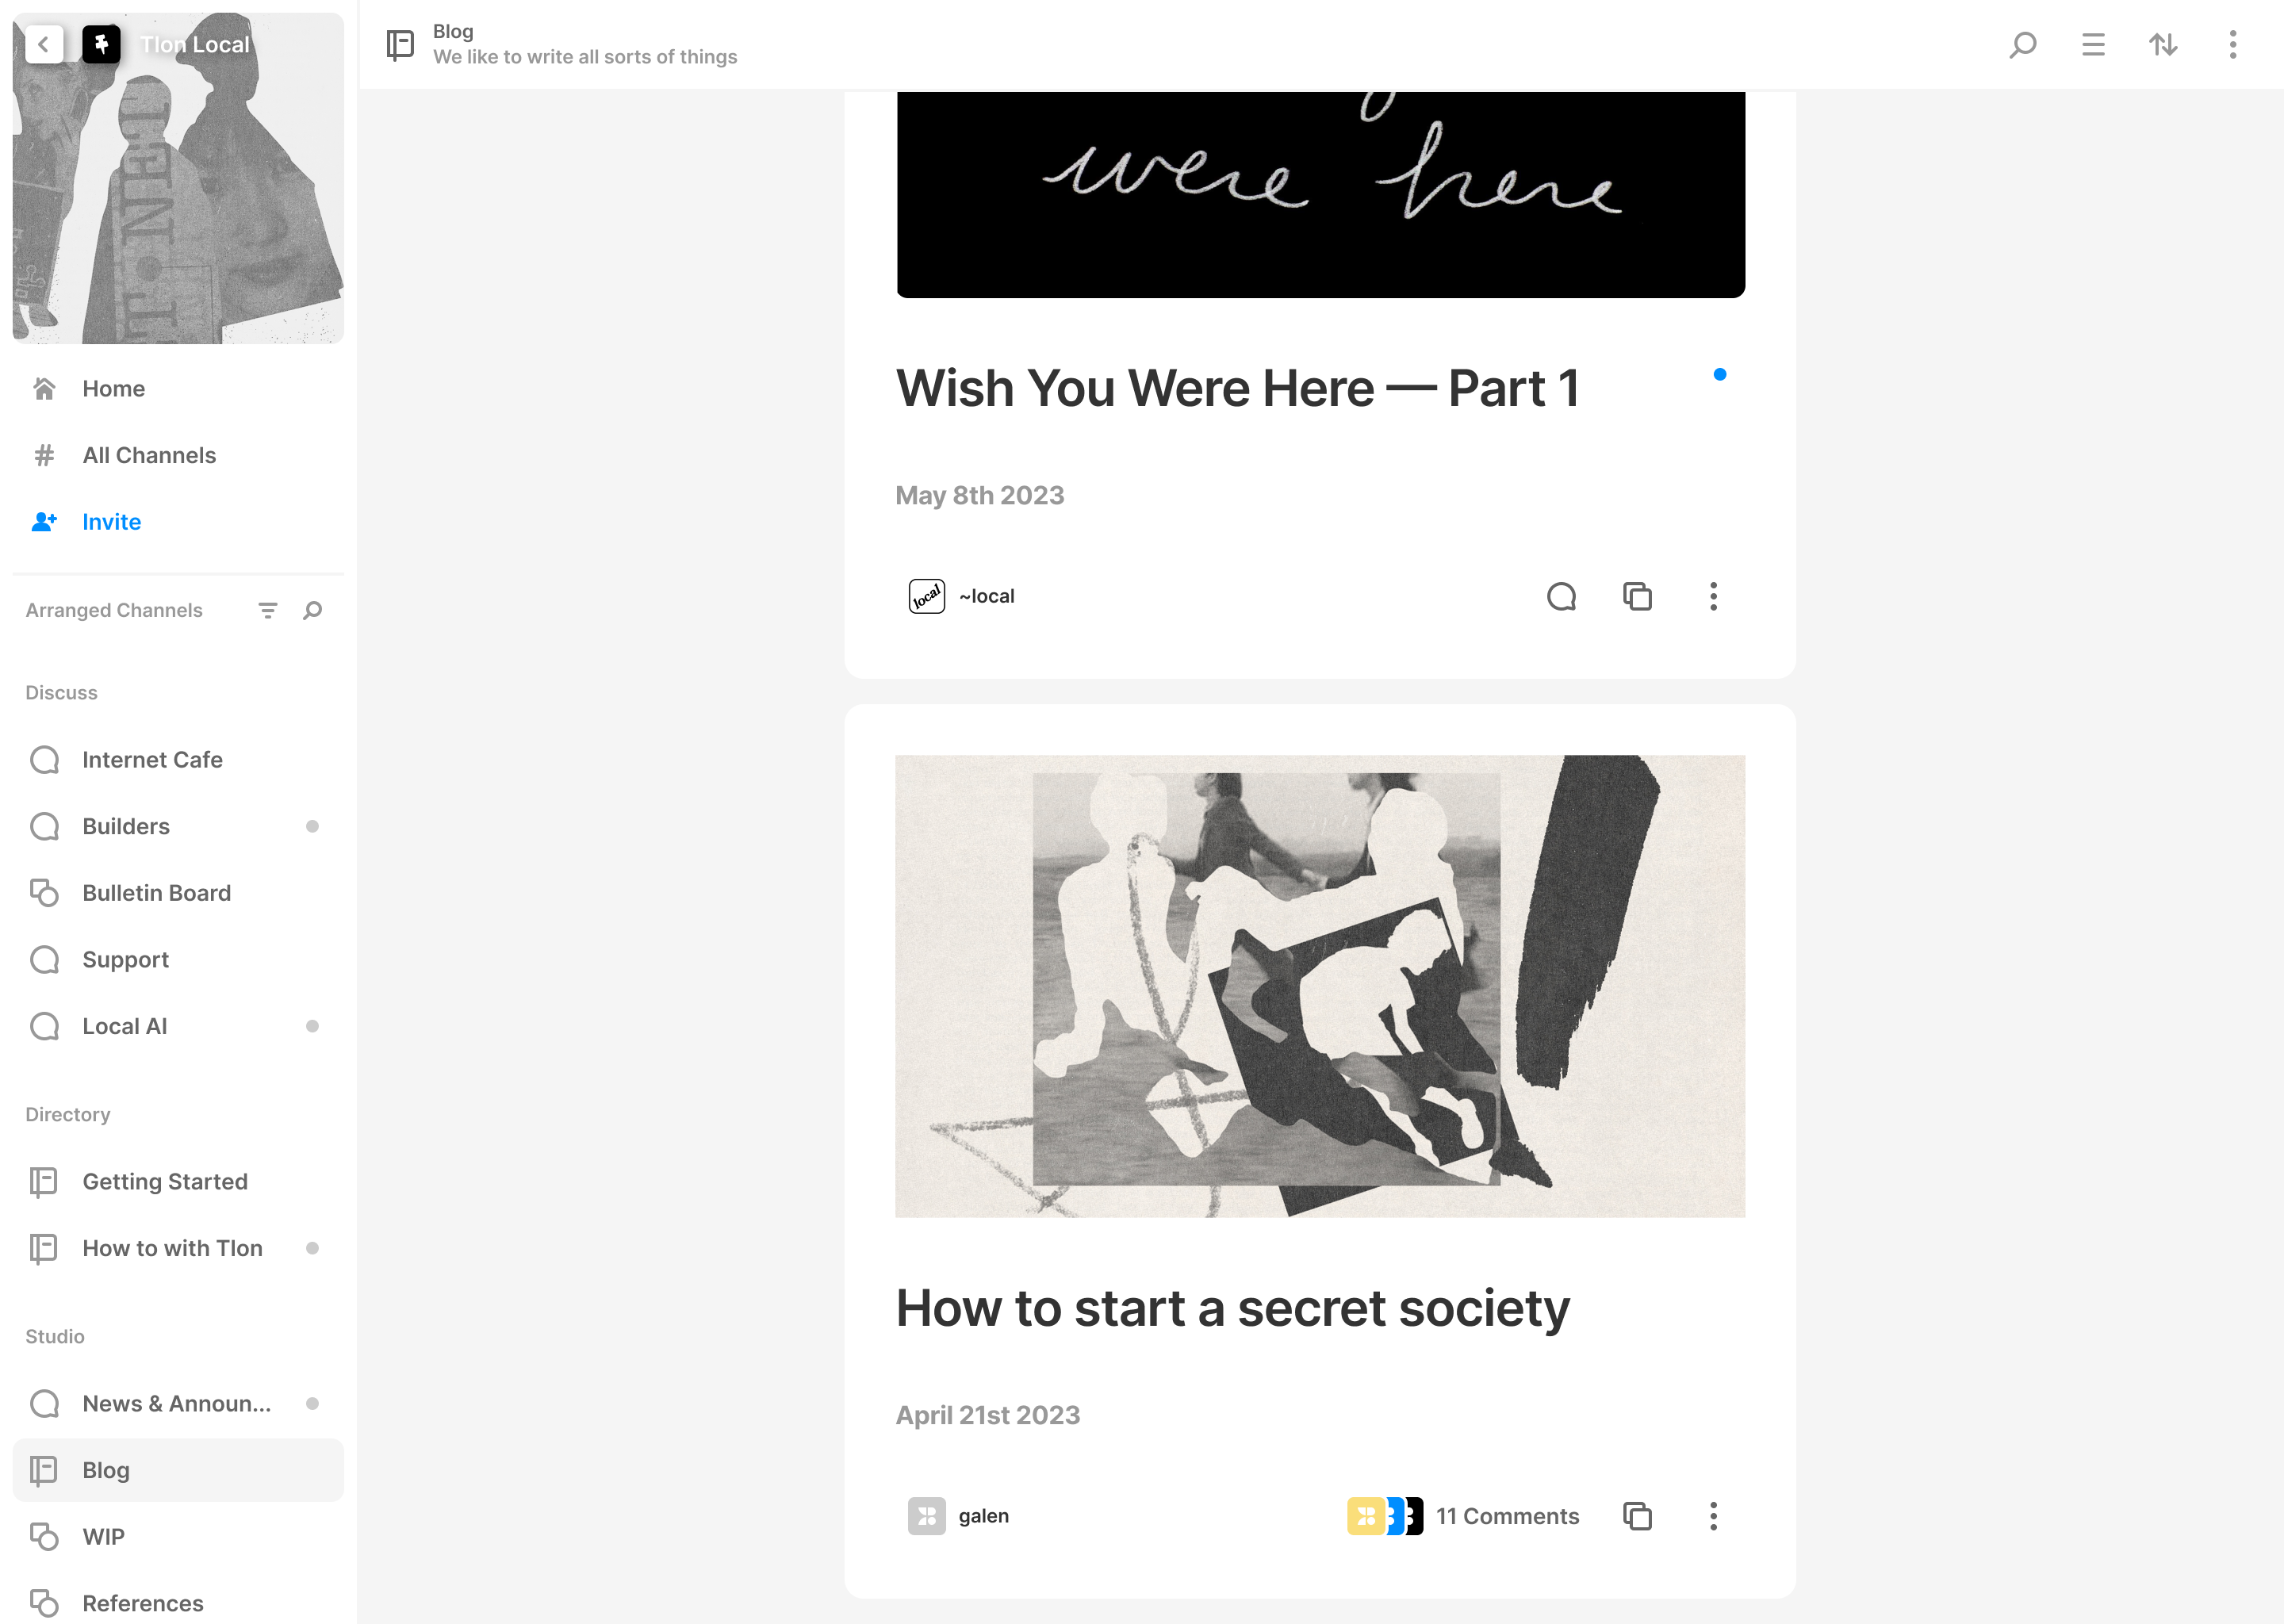 Tlon Local
Home
# All Channels
Invite
Arranged Channels
Discuss
Internet Cafe
Builders
Bulletin Board
Support
Local AI
Directory
Getting Started
How to with Tlon
Studio
News & Announ...
Blog
WIP
References
Blog
We like to write all sorts of things
were here
Wish You Were Here — Part 1
May 8th 2023
local ~local
How to start a secret society
April 21st 2023
galen
11 Comments